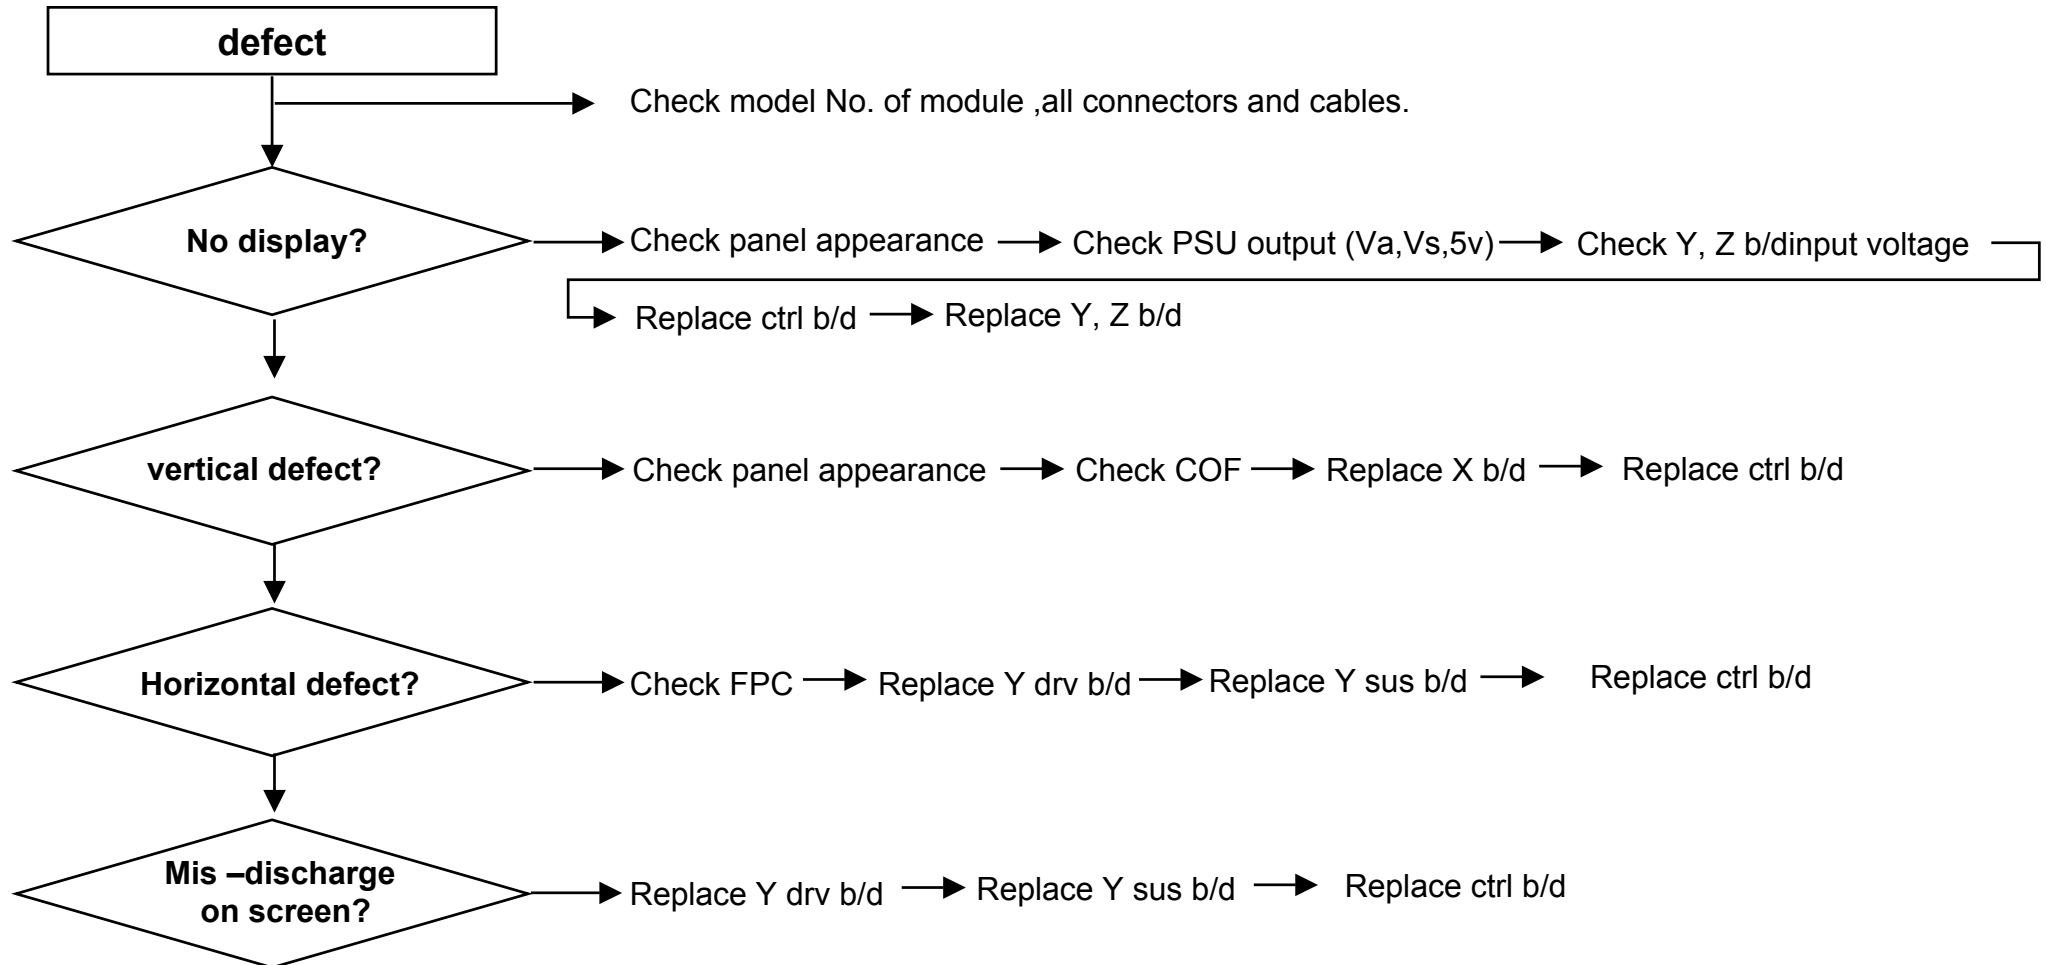 defect
Check model No. of module ,all connectors and cables.
No display?
Check panel appearance
Check PSU output (Va,Vs,5v)
Check Y, Z b/dinput voltage
Replace ctrl b/d
Replace Y, Z b/d
vertical defect?
Check panel appearance
Check COF
Replace X b/d
Replace ctrl b/d
Horizontal defect?
Check FPC
Replace Y drv b/d
Replace Y sus b/d
Replace ctrl b/d
Mis –discharge
on screen?
Replace Y drv b/d
Replace Y sus b/d
Replace ctrl b/d